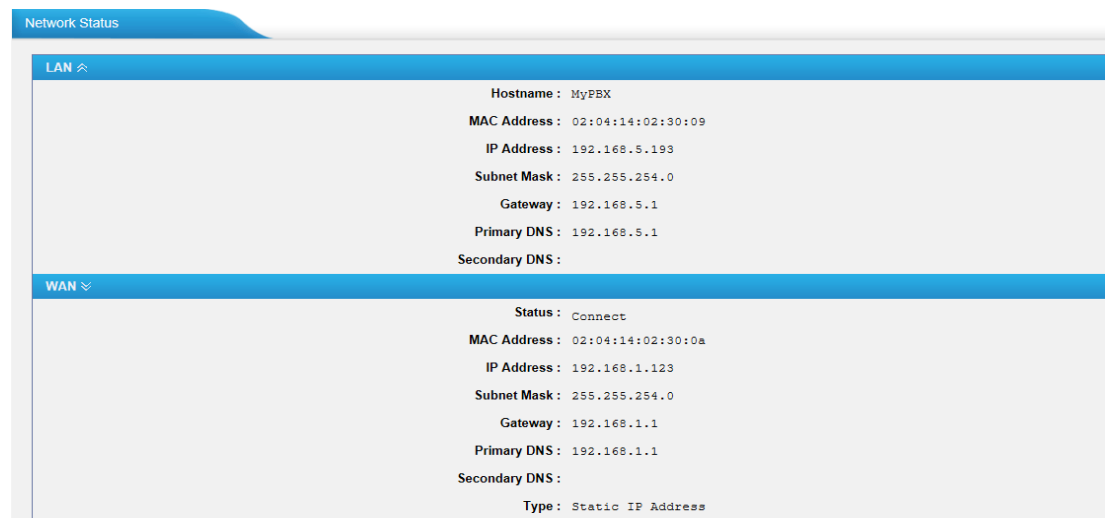 Network Status
LAN
Hostname : MyPBX
MAC Address : 02:04:14:02:30:09
IP Address : 192.168.5.193
Subnet Mask : 255.255.254.0
Gateway : 192.168.5.1
Primary DNS : 192.168.5.1
Secondary DNS :
WAN
Status : Connect
MAC Address : 02:04:14:02:30:0a
IP Address : 192.168.1.123
Subnet Mask : 255.255.254.0
Gateway : 192.168.1.1
Primary DNS : 192.168.1.1
Secondary DNS :
Type : Static IP Address